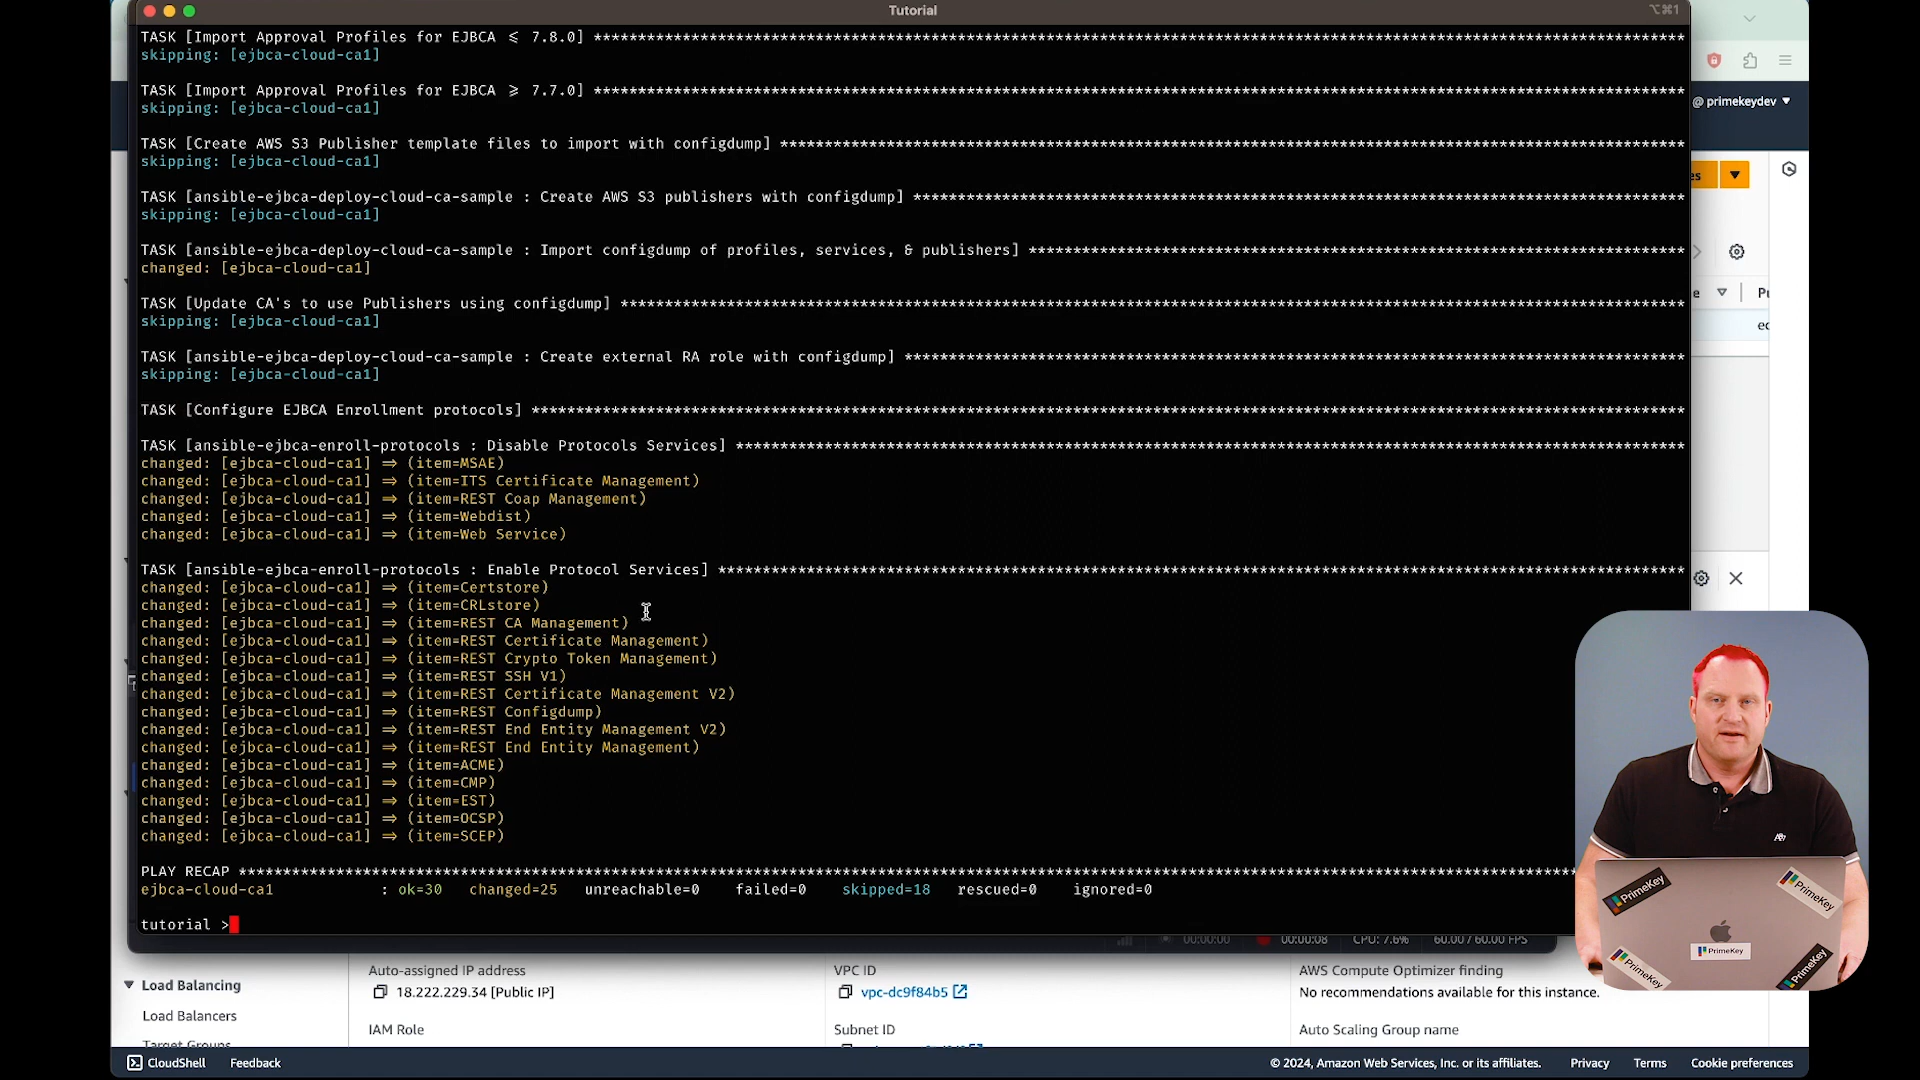 Tutorial
⌥⌘1
TASK [Import Approval Profiles for EJBCA ≤ 7.8.0] ****************************************************************************************************************************
skipping: [ejbca-cloud-ca1]
TASK [Import Approval Profiles for EJBCA ≥ 7.7.0] ****************************************************************************************************************************
skipping: [ejbca-cloud-ca1]
@ primekeydev
TASK [Create AWS S3 Publisher template files to import with configdump] ******************************************************************************************************
skipping: [ejbca-cloud-ca1]
TASK [ansible-ejbca-deploy-cloud-ca-sample : Create AWS S3 publishers with configdump] ***************************************************************************************
skipping: [ejbca-cloud-ca1]
TASK [ansible-ejbca-deploy-cloud-ca-sample : Import configdump of profiles, services, & publishers] **************************************************************************
changed: [ejbca-cloud-ca1]
TASK [Update CA's to use Publishers using configdump] ************************************************************************************************************************
skipping: [ejbca-cloud-ca1]
TASK [ansible-ejbca-deploy-cloud-ca-sample : Create external RA role with configdump] ****************************************************************************************
skipping: [ejbca-cloud-ca1]
TASK [Configure EJBCA Enrollment protocols] **********************************************************************************************************************************
TASK [ansible-ejbca-enroll-protocols : Disable Protocols Services] ***********************************************************************************************************
changed: [ejbca-cloud-ca1] ⇒ (item=MSAE)
changed: [ejbca-cloud-ca1] ⇒ (item=ITS Certificate Management)
changed: [ejbca-cloud-ca1] ⇒ (item=REST Coap Management)
changed: [ejbca-cloud-ca1] ⇒ (item=Webdist)
changed: [ejbca-cloud-ca1] ⇒ (item=Web Service)
TASK [ansible-ejbca-enroll-protocols : Enable Protocol Services] *************************************************************************************************************
changed: [ejbca-cloud-ca1] ⇒ (item=Certstore)
changed: [ejbca-cloud-ca1] ⇒ (item=CRLstore)
changed: [ejbca-cloud-ca1] ⇒ (item=REST CA Management)
changed: [ejbca-cloud-ca1] ⇒ (item=REST Certificate Management)
changed: [ejbca-cloud-ca1] ⇒ (item=REST Crypto Token Management)
changed: [ejbca-cloud-ca1] ⇒ (item=REST SSH V1)
changed: [ejbca-cloud-ca1] ⇒ (item=REST Certificate Management V2)
changed: [ejbca-cloud-ca1] ⇒ (item=REST Configdump)
changed: [ejbca-cloud-ca1] ⇒ (item=REST End Entity Management V2)
changed: [ejbca-cloud-ca1] ⇒ (item=REST End Entity Management)
changed: [ejbca-cloud-ca1] ⇒ (item=ACME)
changed: [ejbca-cloud-ca1] ⇒ (item=CMP)
changed: [ejbca-cloud-ca1] ⇒ (item=EST)
changed: [ejbca-cloud-ca1] ⇒ (item=OCSP)
changed: [ejbca-cloud-ca1] ⇒ (item=SCEP)
PLAY RECAP *******************************************************************************************************************************************************
ejbca-cloud-ca1 : ok=30 changed=25 unreachable=0 failed=0 skipped=18 rescued=0 ignored=0
tutorial >
00:00:00 00:00:08 CPU: 7.6% 60.00 / 60.00 FPS
PrimeKey
PrimeKey
PrimeKey
PrimeKey
PrimeKey
Load Balancing
Load Balancers
Target Groups
Auto-assigned IP address
18.222.229.34 [Public IP]
IAM Role
VPC ID
vpc-dc9f84b5
Subnet ID
AWS Compute Optimizer finding
No recommendations available for this instance.
Auto Scaling Group name
CloudShell Feedback
© 2024, Amazon Web Services, Inc. or its affiliates. Privacy Terms Cookie preferences